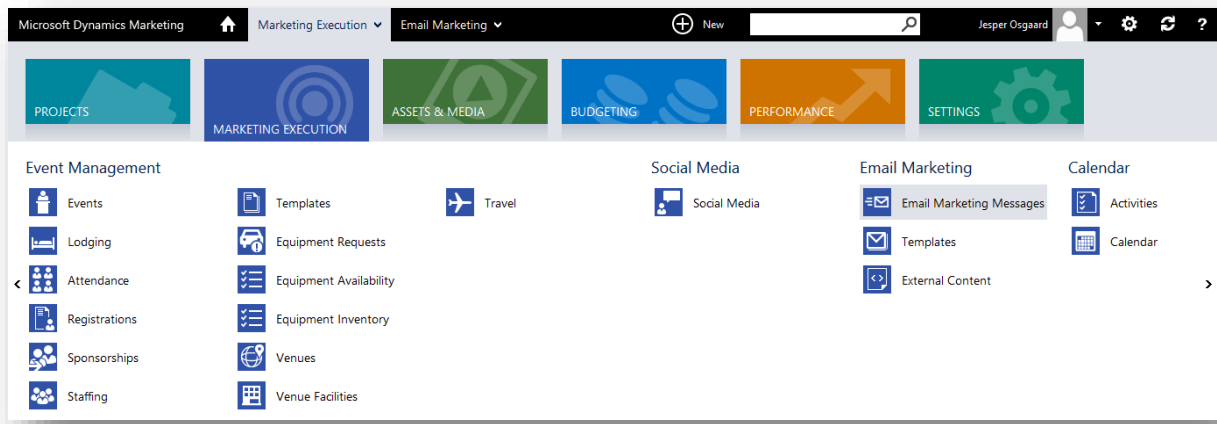 Microsoft Dynamics Marketing
Marketing Execution
Email Marketing
New
Jesper Osgaard
?
PROJECTS
MARKETING EXECUTION
ASSETS & MEDIA
BUDGETING
PERFORMANCE
SETTINGS
Event Management
Events
Lodging
Attendance
Registrations
Sponsorships
Staffing
Templates
Equipment Requests
Equipment Availability
Equipment Inventory
Venues
Venue Facilities
Travel
Social Media
Social Media
Email Marketing
Email Marketing Messages
Templates
External Content
Calendar
Activities
Calendar